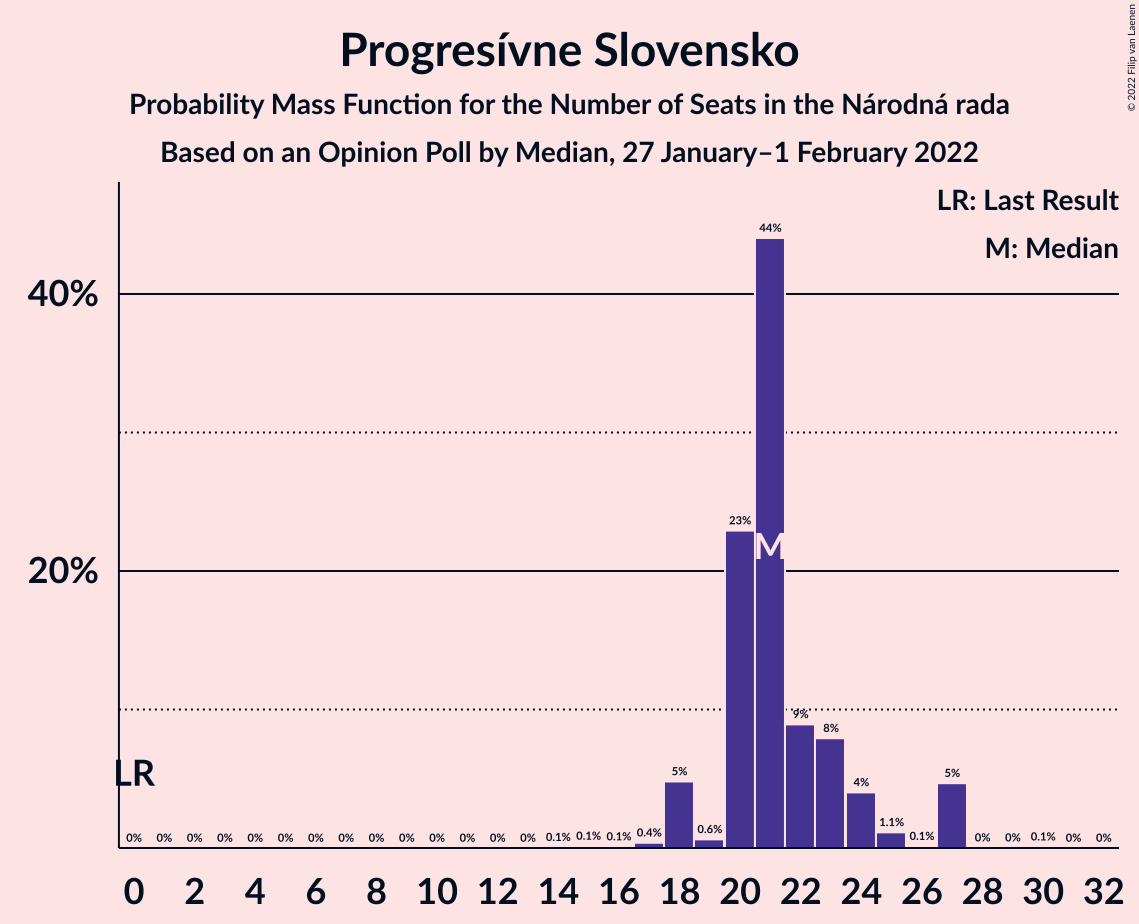 Progresívne Slovensko
Probability Mass Function for the Number of Seats in the Národná rada
Based on an Opinion Poll by Median, 27 January–1 February 2022
© 2022 Filip van Laenen
LR: Last Result
M: Median
40%
20%
LR
M
0% 0% 0% 0% 0% 0% 0% 0% 0% 0% 0% 0% 0% 0% 0.1% 0.1% 0.1% 0.4% 5% 0.6% 23% 44% 9% 8% 4% 1.1% 0.1% 5% 0% 0% 0.1% 0% 0%
0 2 4 6 8 10 12 14 16 18 20 22 24 26 28 30 32